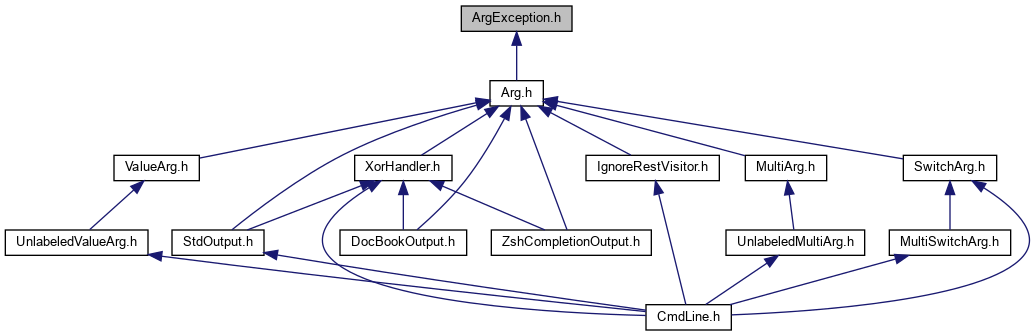 ArgException.h
Arg.h
ValueArg.h
XorHandler.h
IgnoreRestVisitor.h
MultiArg.h
SwitchArg.h
UnlabeledValueArg.h
StdOutput.h
DocBookOutput.h
ZshCompletionOutput.h
UnlabeledMultiArg.h
MultiSwitchArg.h
CmdLine.h